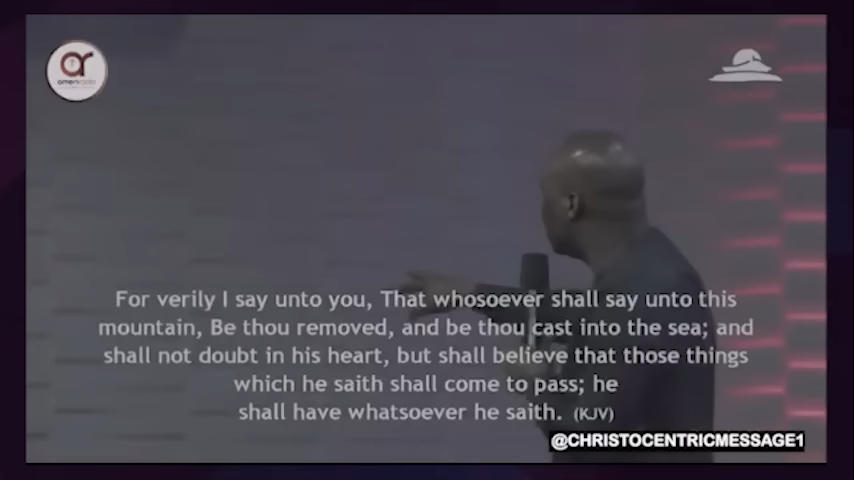 ar
amenradio
For verily I say unto you, That whosoever shall say unto this
mountain, Be thou removed, and be thou cast into the sea; and
shall not doubt in his heart, but shall believe that those things
which he saith shall come to pass; he
shall have whatsoever he saith. (KJV)
@CHRISTOCENTRICMESSAGE1